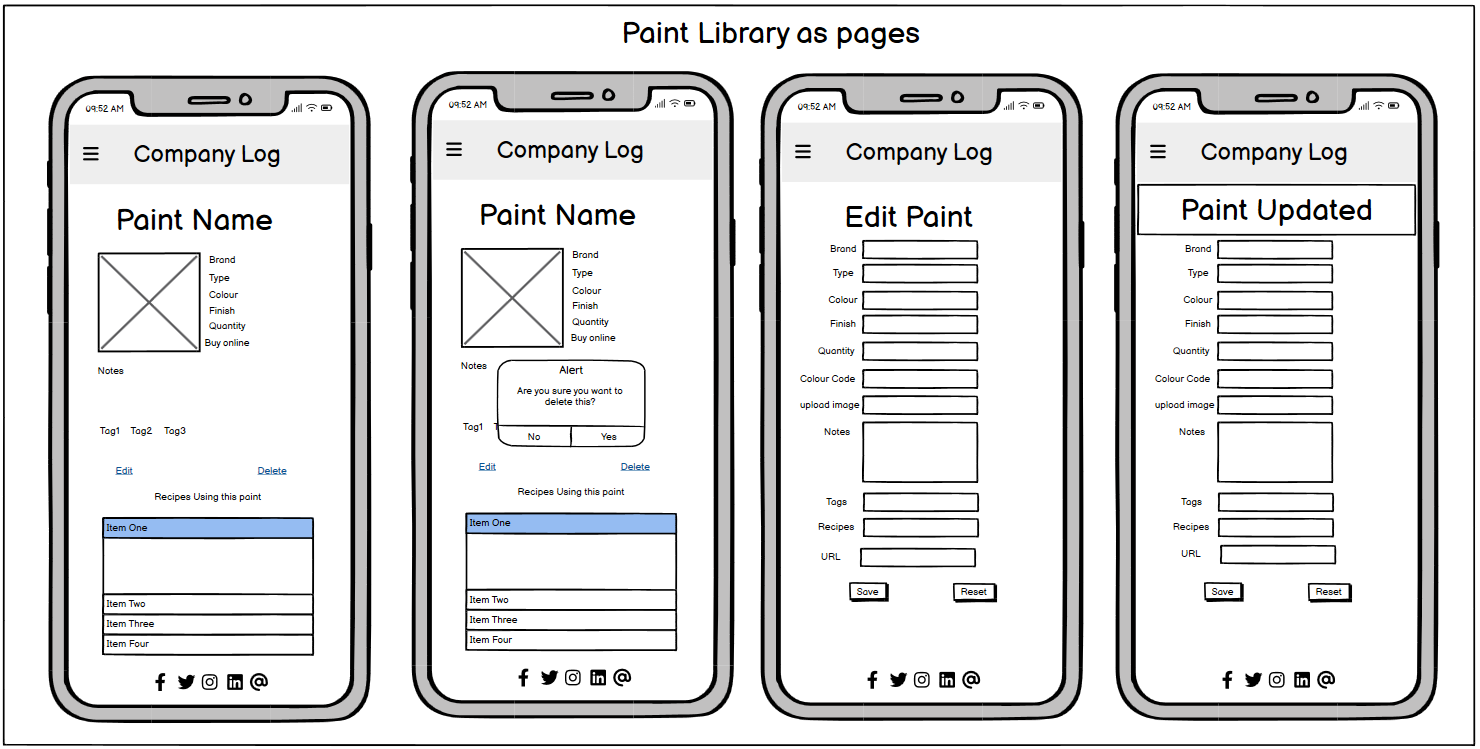 Paint Library as pages
09:52 AM
Company Log
Paint Name
Brand
Type
Colour
Finish
Quantity
Buy online
Notes
Tag1 Tag2 Tag3
Edit Delete
Recipes Using this paint
Item One
Item Two
Item Three
Item Four
09:52 AM
Company Log
Paint Name
Brand
Type
Colour
Finish
Quantity
Buy online
Notes
Alert
Are you sure you want to
delete this?
Tag1 T
No Yes
Edit Delete
Recipes Using this paint
Item One
Item Two
Item Three
Item Four
09:52 AM
Company Log
Edit Paint
Brand
Type
Colour
Finish
Quantity
Colour Code
upload image
Notes
Tags
Recipes
URL
Save Reset
09:52 AM
Company Log
Paint Updated
Brand
Type
Colour
Finish
Quantity
Colour Code
upload image
Notes
Tags
Recipes
URL
Save Reset